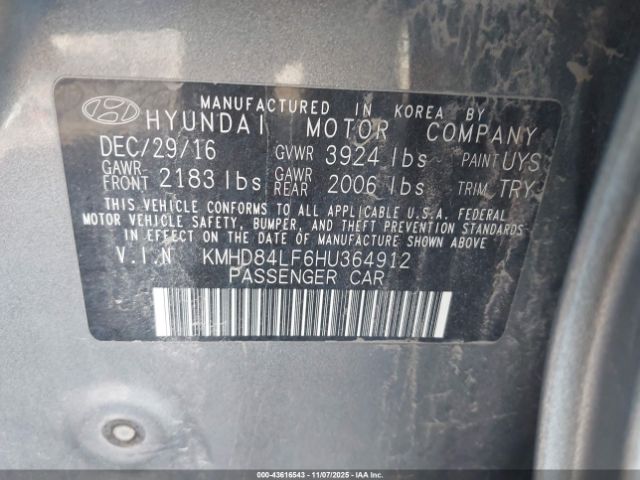 MANUFACTURED IN KOREA BY
HYUNDAI MOTOR COMPANY
DEC/29/16 GVWR 3924 lbs PAINT UYS
GAWR FRONT 2183 lbs GAWR REAR 2006 lbs TRIM TRY
THIS VEHICLE CONFORMS TO ALL APPLICABLE U.S.A. FEDERAL
MOTOR VEHICLE SAFETY, BUMPER, AND THEFT PREVENTION STANDARDS
IN EFFECT ON THE DATE OF MANUFACTURE SHOWN ABOVE.
V.I.N KMHD84LF6HU364912
PASSENGER CAR
000-43616543 - 11/07/2025 - IAA, Inc.